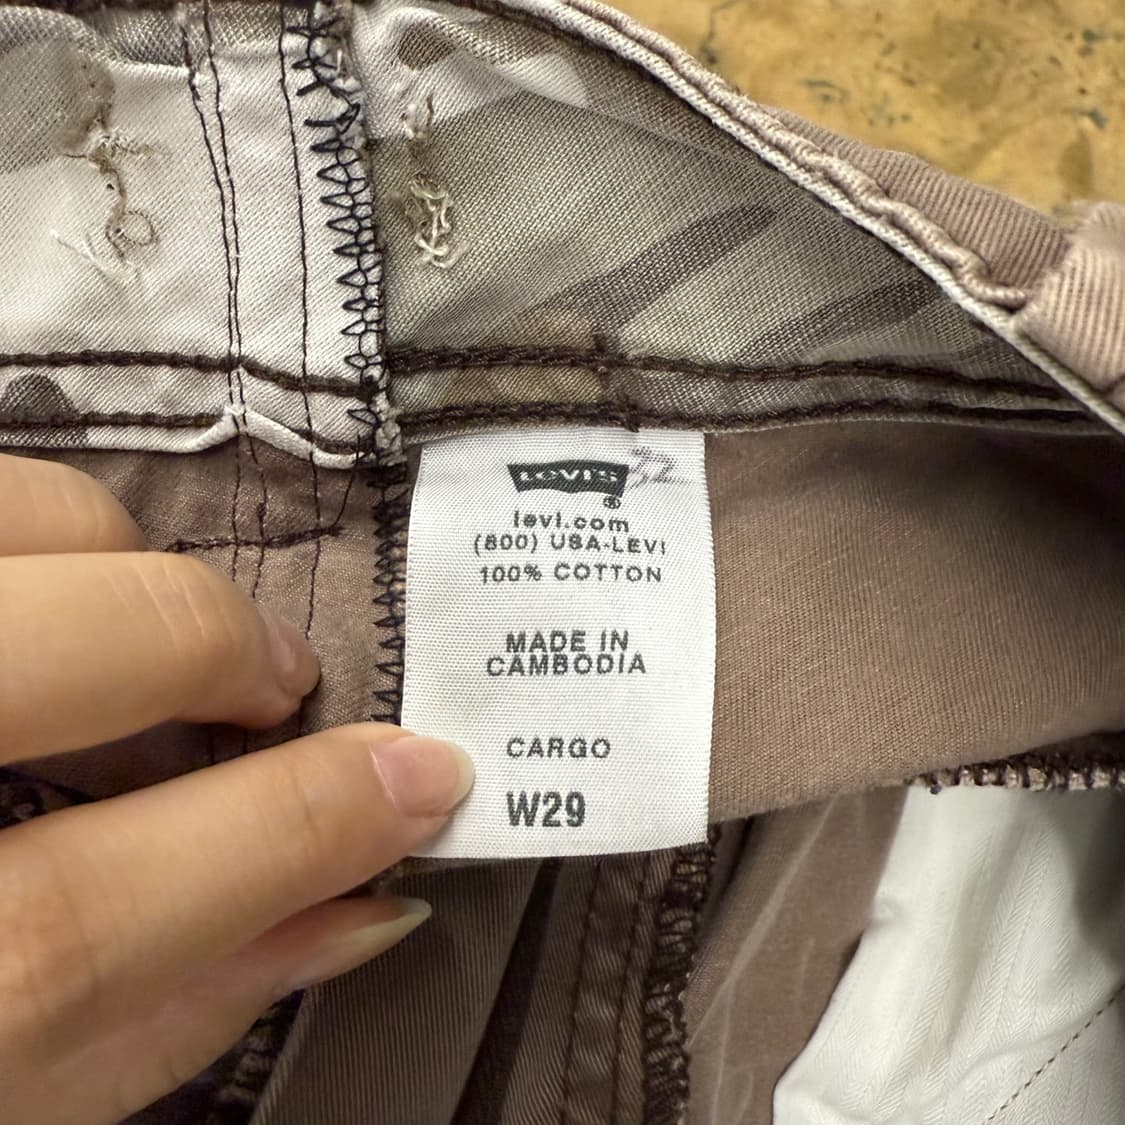 LEVI'S
®
levi.com
(800) USA-LEVI
100% COTTON
MADE IN
CAMBODIA
CARGO
W29